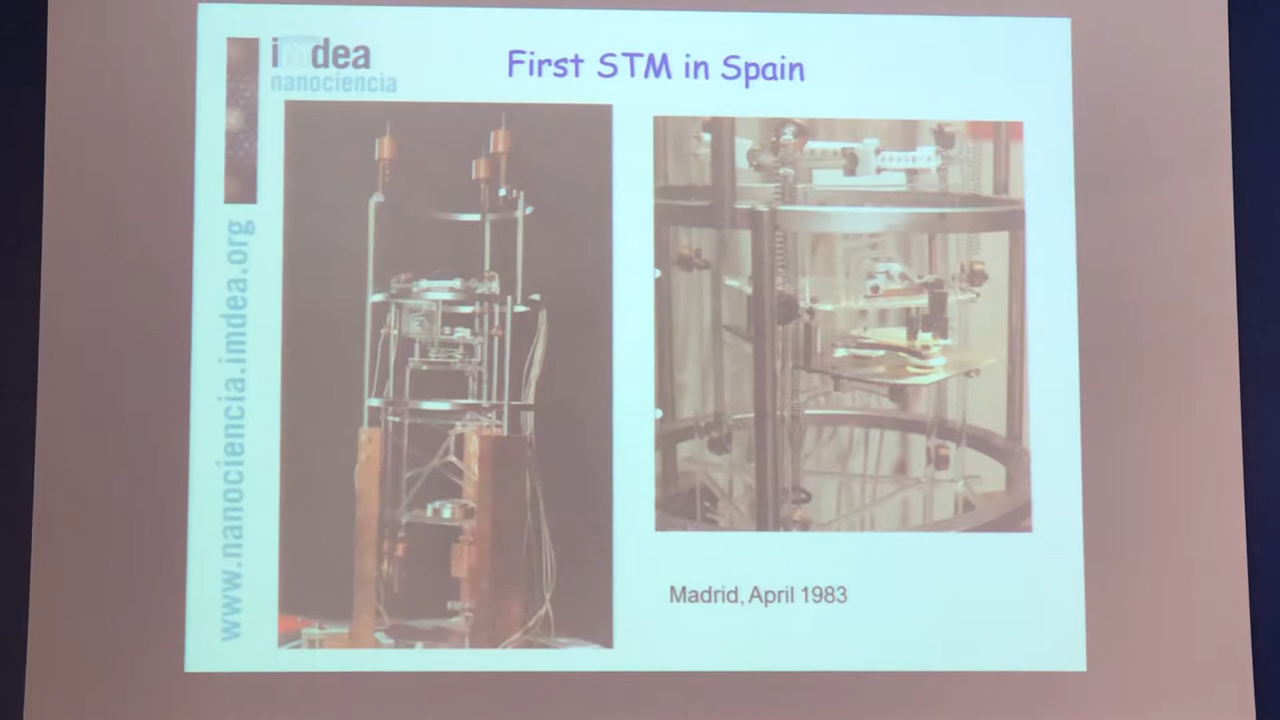 imdea
nanociencia
First STM in Spain
www.nanociencia.imdea.org
Madrid, April 1983